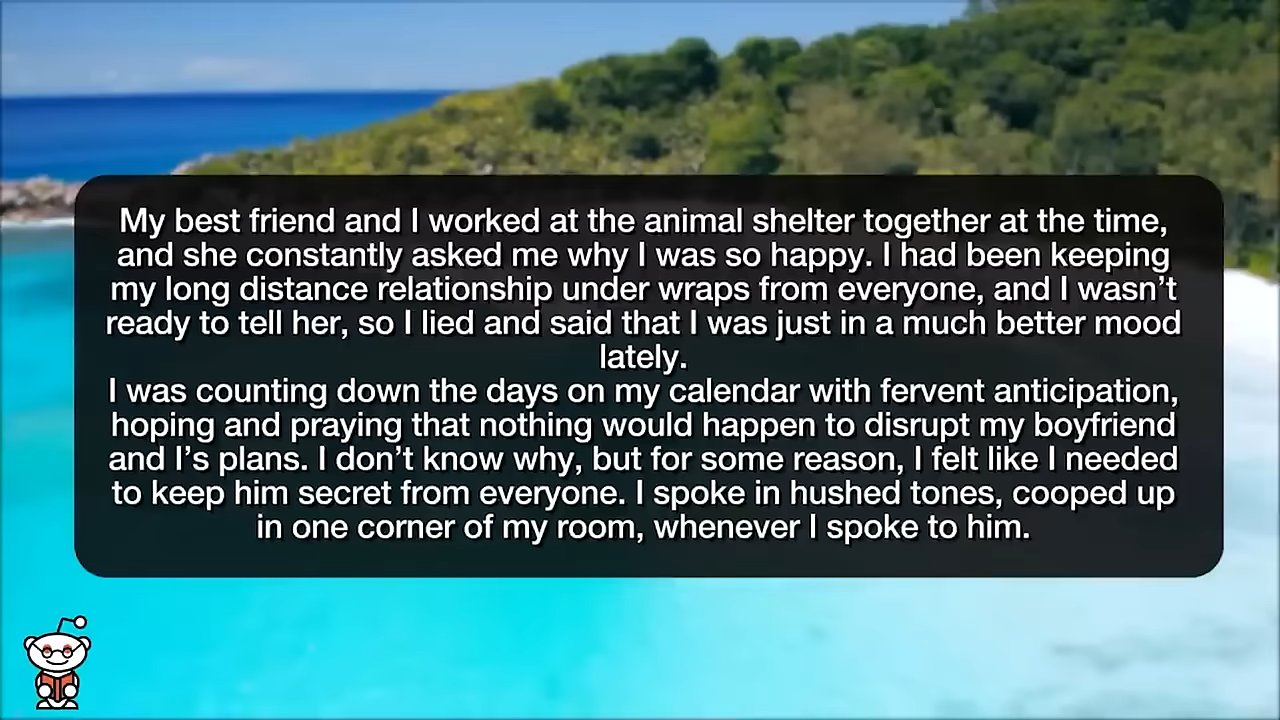 My best friend and I worked at the animal shelter together at the time,
and she constantly asked me why I was so happy. I had been keeping
my long distance relationship under wraps from everyone, and I wasn’t
ready to tell her, so I lied and said that I was just in a much better mood
lately.
I was counting down the days on my calendar with fervent anticipation,
hoping and praying that nothing would happen to disrupt my boyfriend
and I’s plans. I don’t know why, but for some reason, I felt like I needed
to keep him secret from everyone. I spoke in hushed tones, cooped up
in one corner of my room, whenever I spoke to him.